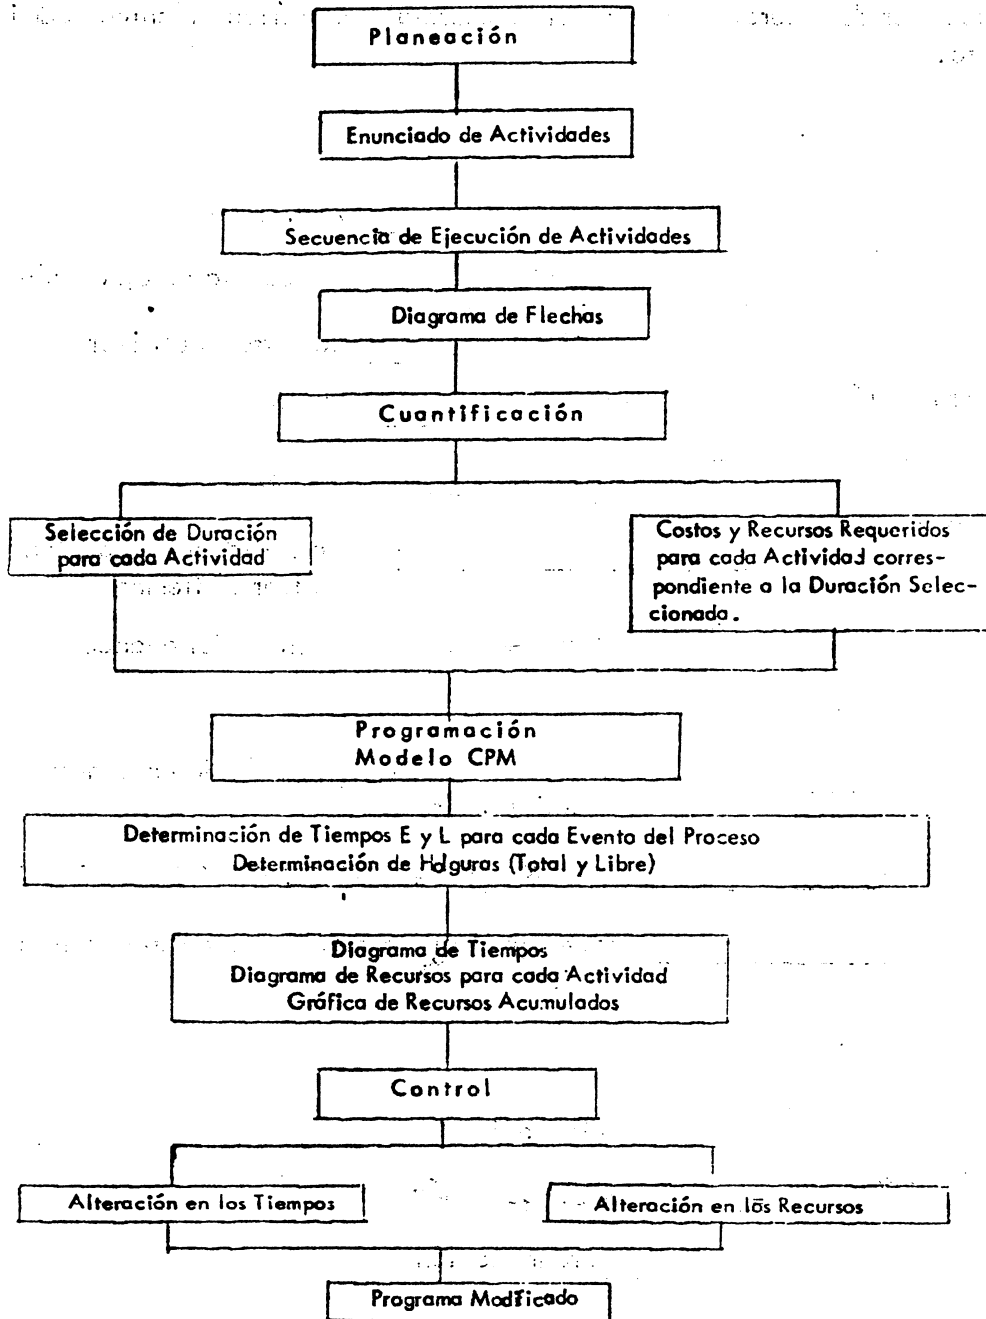 Planeación
Enunciado de Actividades
Secuencia de Ejecución de Actividades
Diagrama de Flechas
Cuantificación
Selección de Duración
para cada Actividad
Costos y Recursos Requeridos
para cada Actividad corres-
pondiente a la Duración Selec-
cionada.
Programación
Modelo CPM
Determinación de Tiempos E y L para cada Evento del Proceso
Determinación de Holguras (Total y Libre)
Diagrama de Tiempos
Diagrama de Recursos para cada Actividad
Gráfica de Recursos Acumulados
Control
Alteración en los Tiempos
Alteración en los Recursos
Programa Modificado